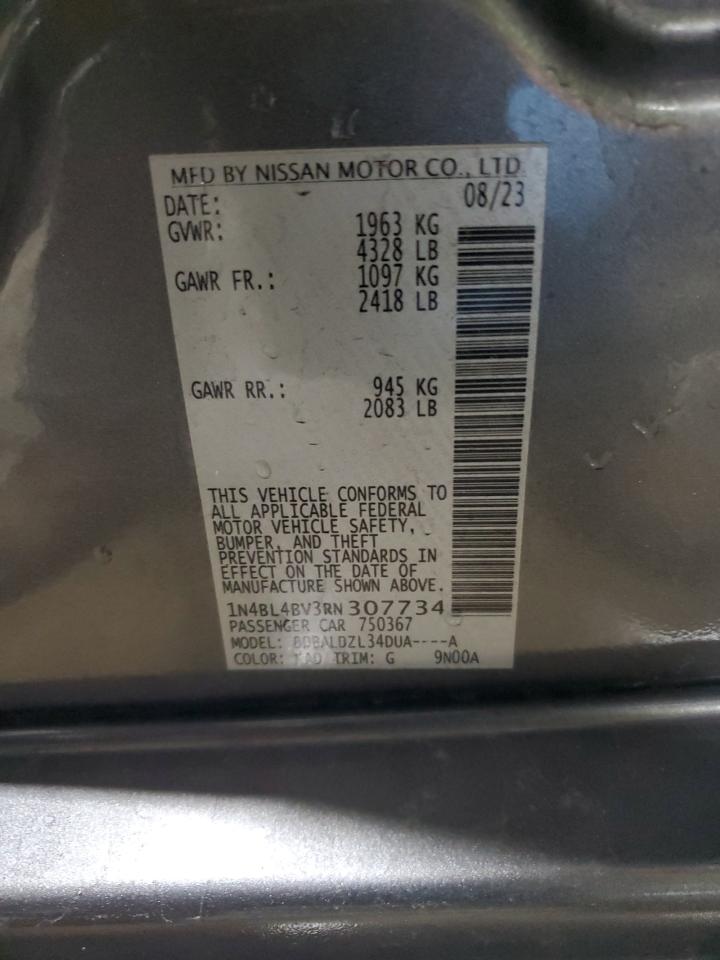 MFD BY NISSAN MOTOR CO., LTD
DATE: 08/23
GVWR: 1963 KG
4328 LB
GAWR FR.: 1097 KG
2418 LB
GAWR RR.: 945 KG
2083 LB
THIS VEHICLE CONFORMS TO
ALL APPLICABLE FEDERAL
MOTOR VEHICLE SAFETY,
BUMPER, AND THEFT
PREVENTION STANDARDS IN
EFFECT ON THE DATE OF
MANUFACTURE SHOWN ABOVE.
1N4BL4BV3RN307734
PASSENGER CAR 750367
MODEL: BDBALDZL34DUA----A
COLOR: TRIM: G 9N00A